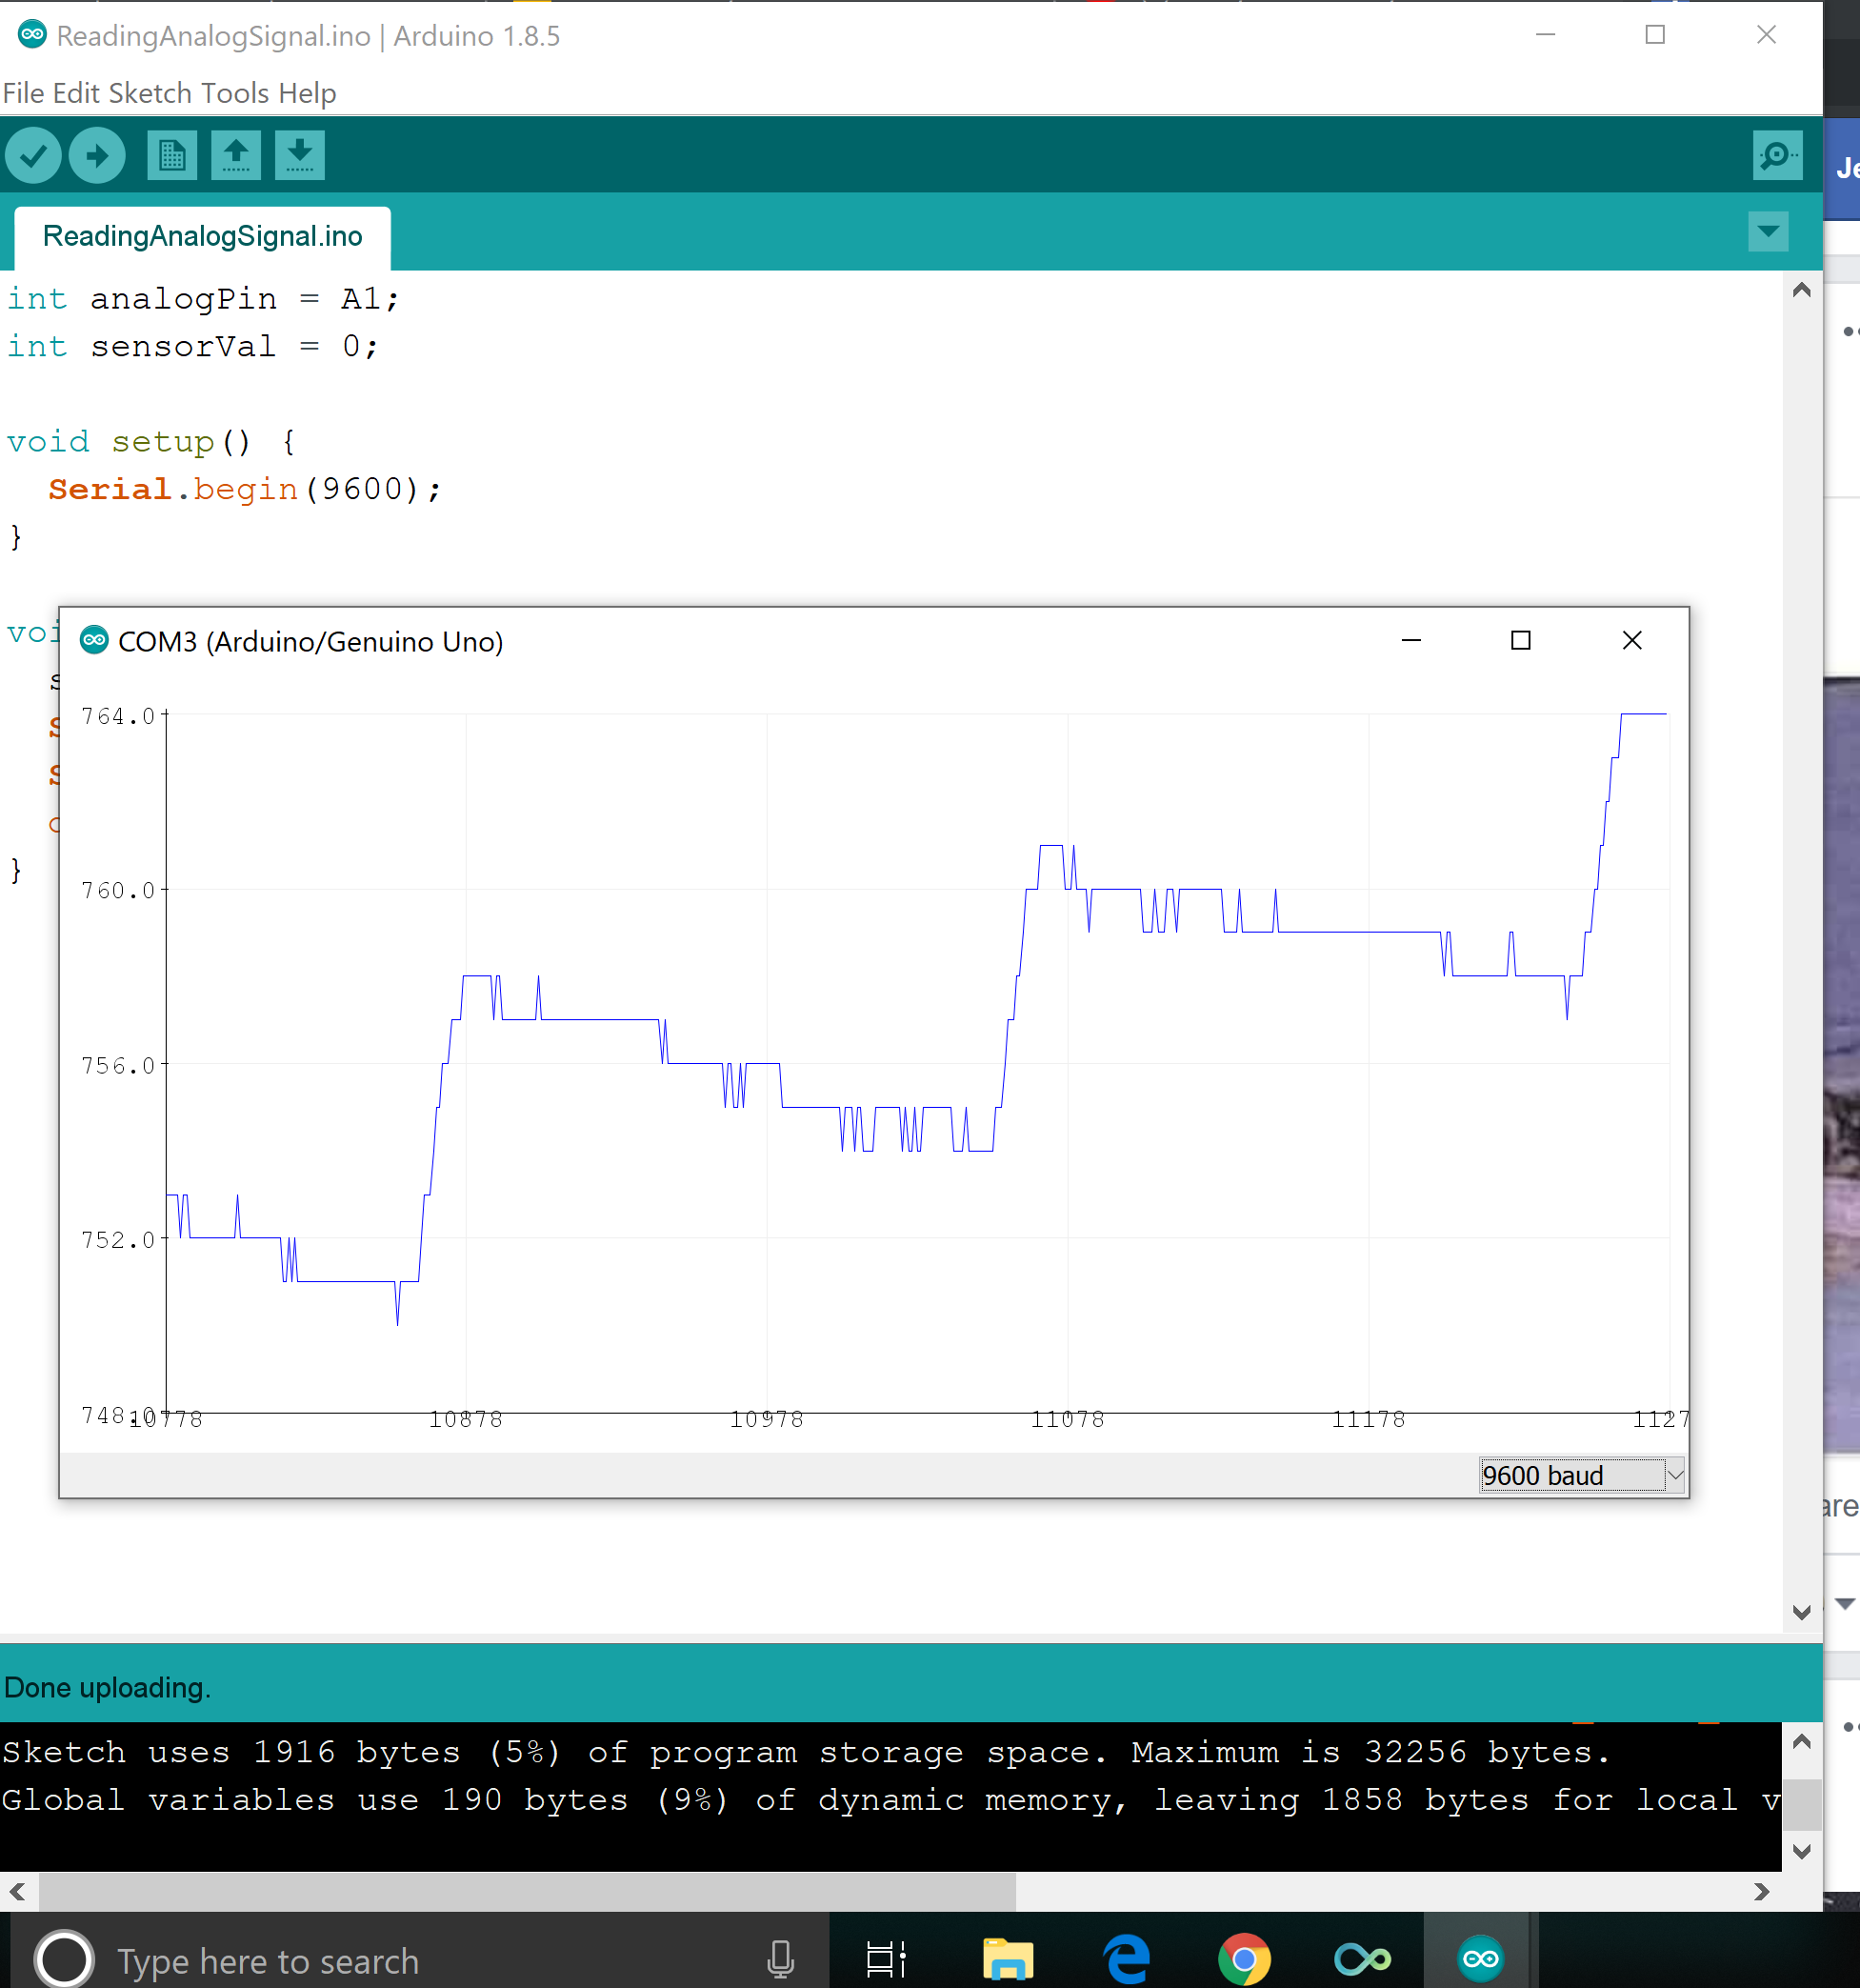 ReadingAnalogSignal.ino | Arduino 1.8.5
File Edit Sketch Tools Help
ReadingAnalogSignal.ino
int analogPin = A1;
int sensorVal = 0;
void setup() {
Serial.begin(9600);
}
COM3 (Arduino/Genuino Uno)
764.0
760.0
}
756.0
752.0
748.0
10778 10878 10978 11078 11178 1127
9600 baud
Done uploading.
Sketch uses 1916 bytes (5%) of program storage space. Maximum is 32256 bytes.
Global variables use 190 bytes (9%) of dynamic memory, leaving 1858 bytes for local v
Type here to search